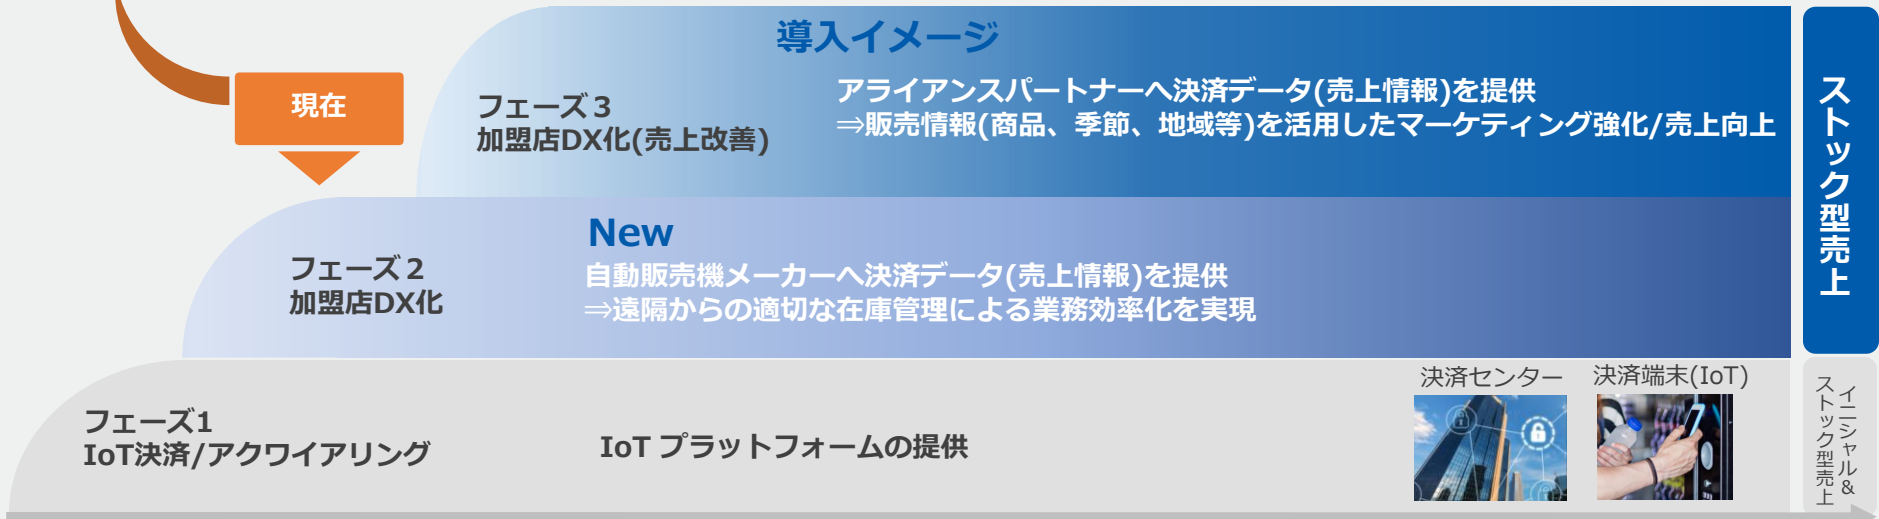 導入イメージ
現在
フェーズ３
加盟店DX化(売上改善)
アライアンスパートナーへ決済データ(売上情報)を提供
⇒販売情報(商品、季節、地域等)を活用したマーケティング強化/売上向上
New
フェーズ２
加盟店DX化
自動販売機メーカーへ決済データ(売上情報)を提供
⇒遠隔からの適切な在庫管理による業務効率化を実現
ストック型売上
フェーズ1
IoT決済/アクワイアリング
IoT プラットフォームの提供
決済センター
決済端末(IoT)
イニシャル&
ストック型売上